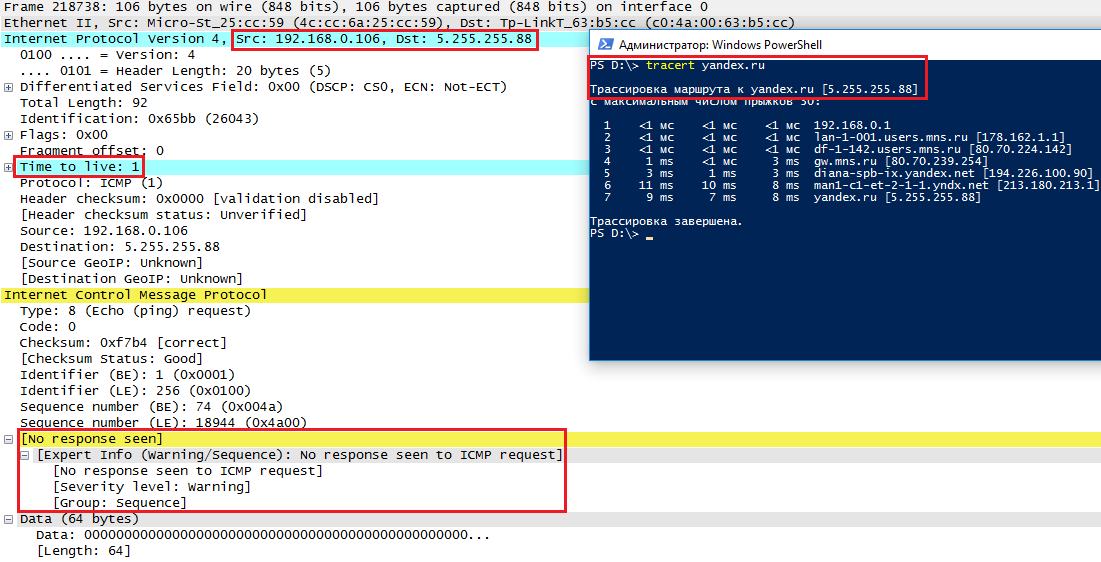 Frame 218738: 106 bytes on wire (848 bits), 106 bytes captured (848 bits) on interface 0
Ethernet II, Src: Micro-St_25:cc:59 (4c:cc:6a:25:cc:59), Dst: Tp-LinkT_63:b5:cc (c0:4a:00:63:b5:cc)
Internet Protocol Version 4, Src: 192.168.0.106, Dst: 5.255.255.88
0100 .... = Version: 4
.... 0101 = Header Length: 20 bytes (5)
Differentiated Services Field: 0x00 (DSCP: CS0, ECN: Not-ECT)
Total Length: 92
Identification: 0x65bb (26043)
Flags: 0x00
Fragment offset: 0
Time to live: 1
Protocol: ICMP (1)
Header checksum: 0x0000 [validation disabled]
[Header checksum status: Unverified]
Source: 192.168.0.106
Destination: 5.255.255.88
[Source GeoIP: Unknown]
[Destination GeoIP: Unknown]
Internet Control Message Protocol
Type: 8 (Echo (ping) request)
Code: 0
Checksum: 0xf7b4 [correct]
[Checksum Status: Good]
Identifier (BE): 1 (0x0001)
Identifier (LE): 256 (0x0100)
Sequence number (BE): 74 (0x004a)
Sequence number (LE): 18944 (0x4a00)
[No response seen]
[Expert Info (Warning/Sequence): No response seen to ICMP request]
[No response seen to ICMP request]
[Severity level: Warning]
[Group: Sequence]
Data (64 bytes)
Data: 000000000000000000000000000000000000000000000000...
[Length: 64]
Администратор: Windows PowerShell
PS D:\> tracert yandex.ru
Трассировка маршрута к yandex.ru [5.255.255.88]
с максимальным числом прыжков 30:
1 <1 мс <1 мс <1 мс 192.168.0.1
2 <1 мс <1 мс <1 мс lan-1-001.users.mns.ru [178.162.1.1]
3 <1 мс <1 мс <1 мс df-1-142.users.mns.ru [80.70.224.142]
4 1 ms <1 мс 3 ms gw.mns.ru [80.70.239.254]
5 3 ms 1 ms 3 ms diana-spb-ix.yandex.net [194.226.100.90]
6 11 ms 10 ms 8 ms man1-c1-et-2-1-1.yndx.net [213.180.213.1]
7 9 ms 7 ms 8 ms yandex.ru [5.255.255.88]
Трассировка завершена.
PS D:\>